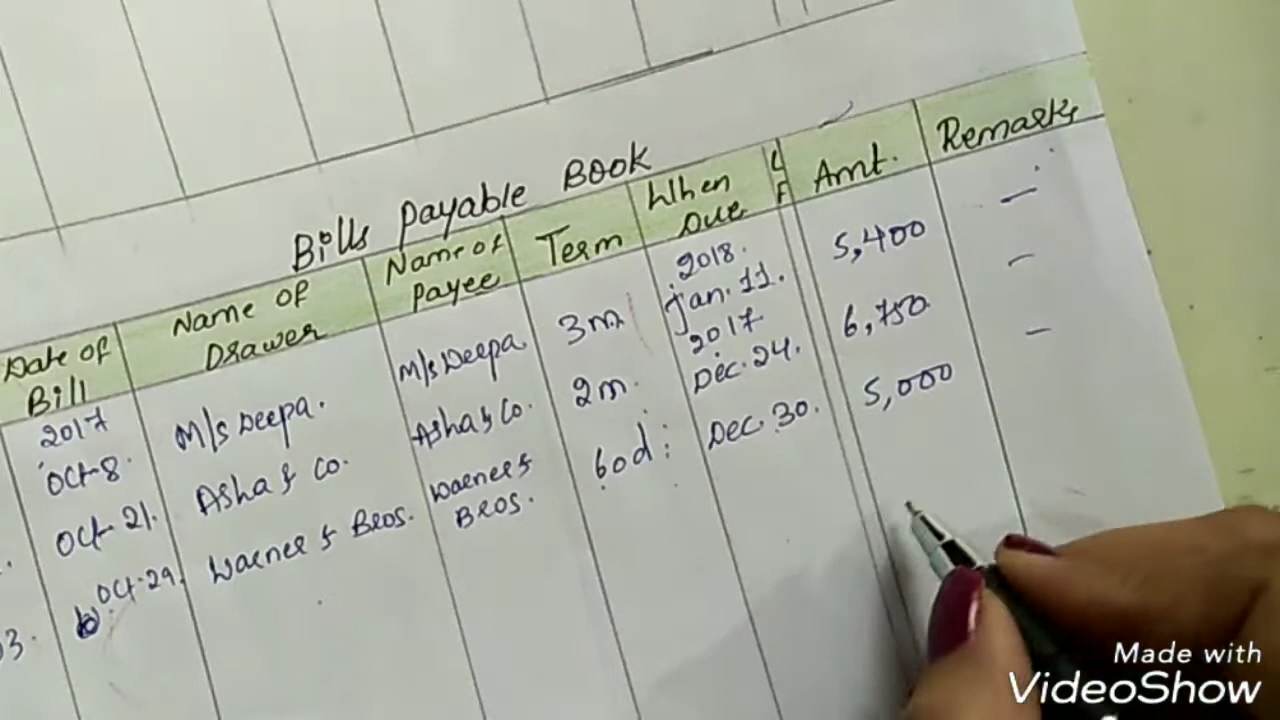 Bills Payable Book
Date of Bill Name of Drawer Name of Payee Term When Due LF Amt. Remarks
2017 2018.
Oct-8. M/s Deepa. M/s Deepa. 3m Jan. 11. 5,400 —
2017
Oct-21. Asha & Co. Asha & Co. 2m. Dec. 24. 6,750 —
03. Oct-29. Warner & Bros. Warner & Bros. 60d: Dec. 30. 5,000 —
Made with
VideoShow